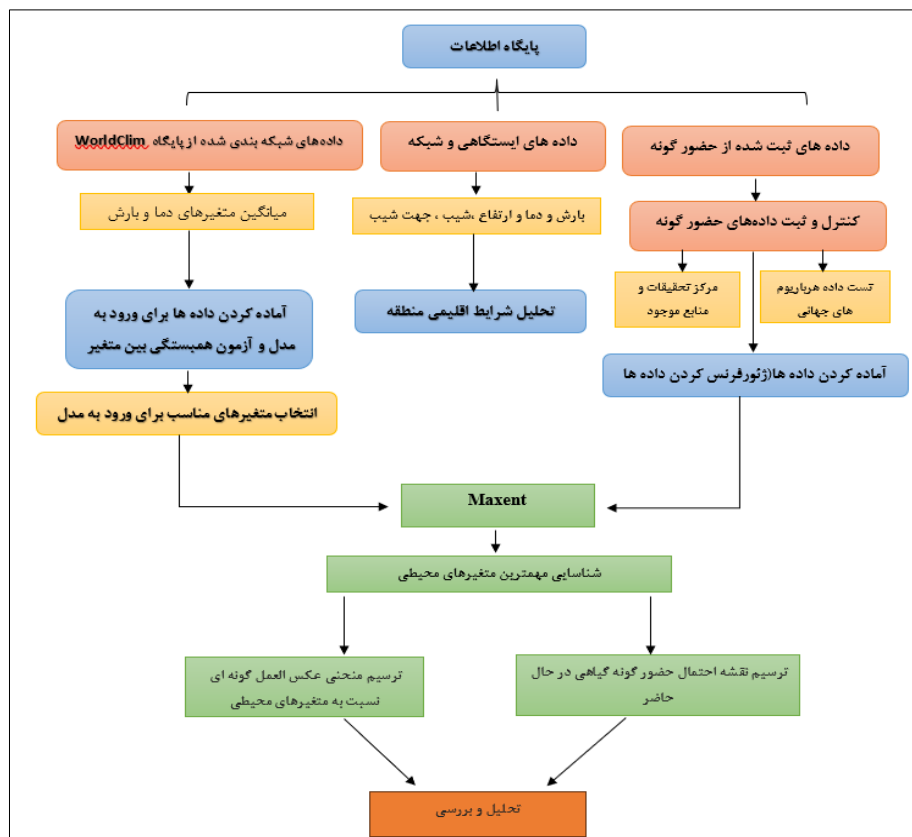 پایگاه اطلاعات
داده های ثبت شده از حضور گونه
داده های ایستگاهی و شبکه
داده‌های شبکه بندی شده از پایگاه WorldClim
کنترل و ثبت داده‌های حضور گونه
بارش و دما و ارتفاع ،شیب ، جهت شیب
میانگین متغیرهای دما و بارش
تست داده هرباریوم
های جهانی
مرکز تحقیقات و
منابع موجود
تحلیل شرایط اقلیمی منطقه
آماده کردن داده ها برای ورود به
مدل و آزمون همبستگی بین متغیر
آماده کردن داده ها(ژئورفرنس کردن داده ها
انتخاب متغیرهای مناسب برای ورود به مدل
Maxent
شناسایی مهمترین متغیرهای محیطی
ترسیم نقشه احتمال حضور گونه گیاهی در حال
حاضر
ترسیم منحنی عکس العمل گونه ای
نسبت به متغیرهای محیطی
تحلیل و بررسی